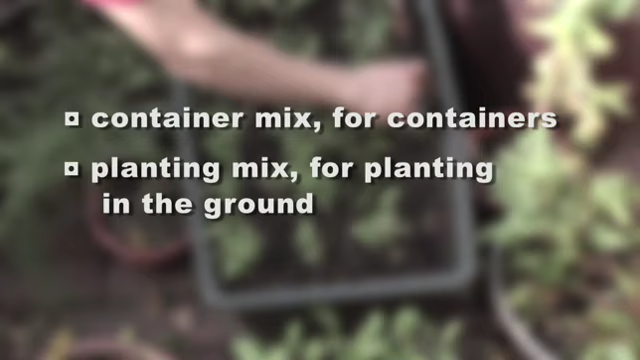 ¤ container mix, for containers
¤ planting mix, for planting
in the ground